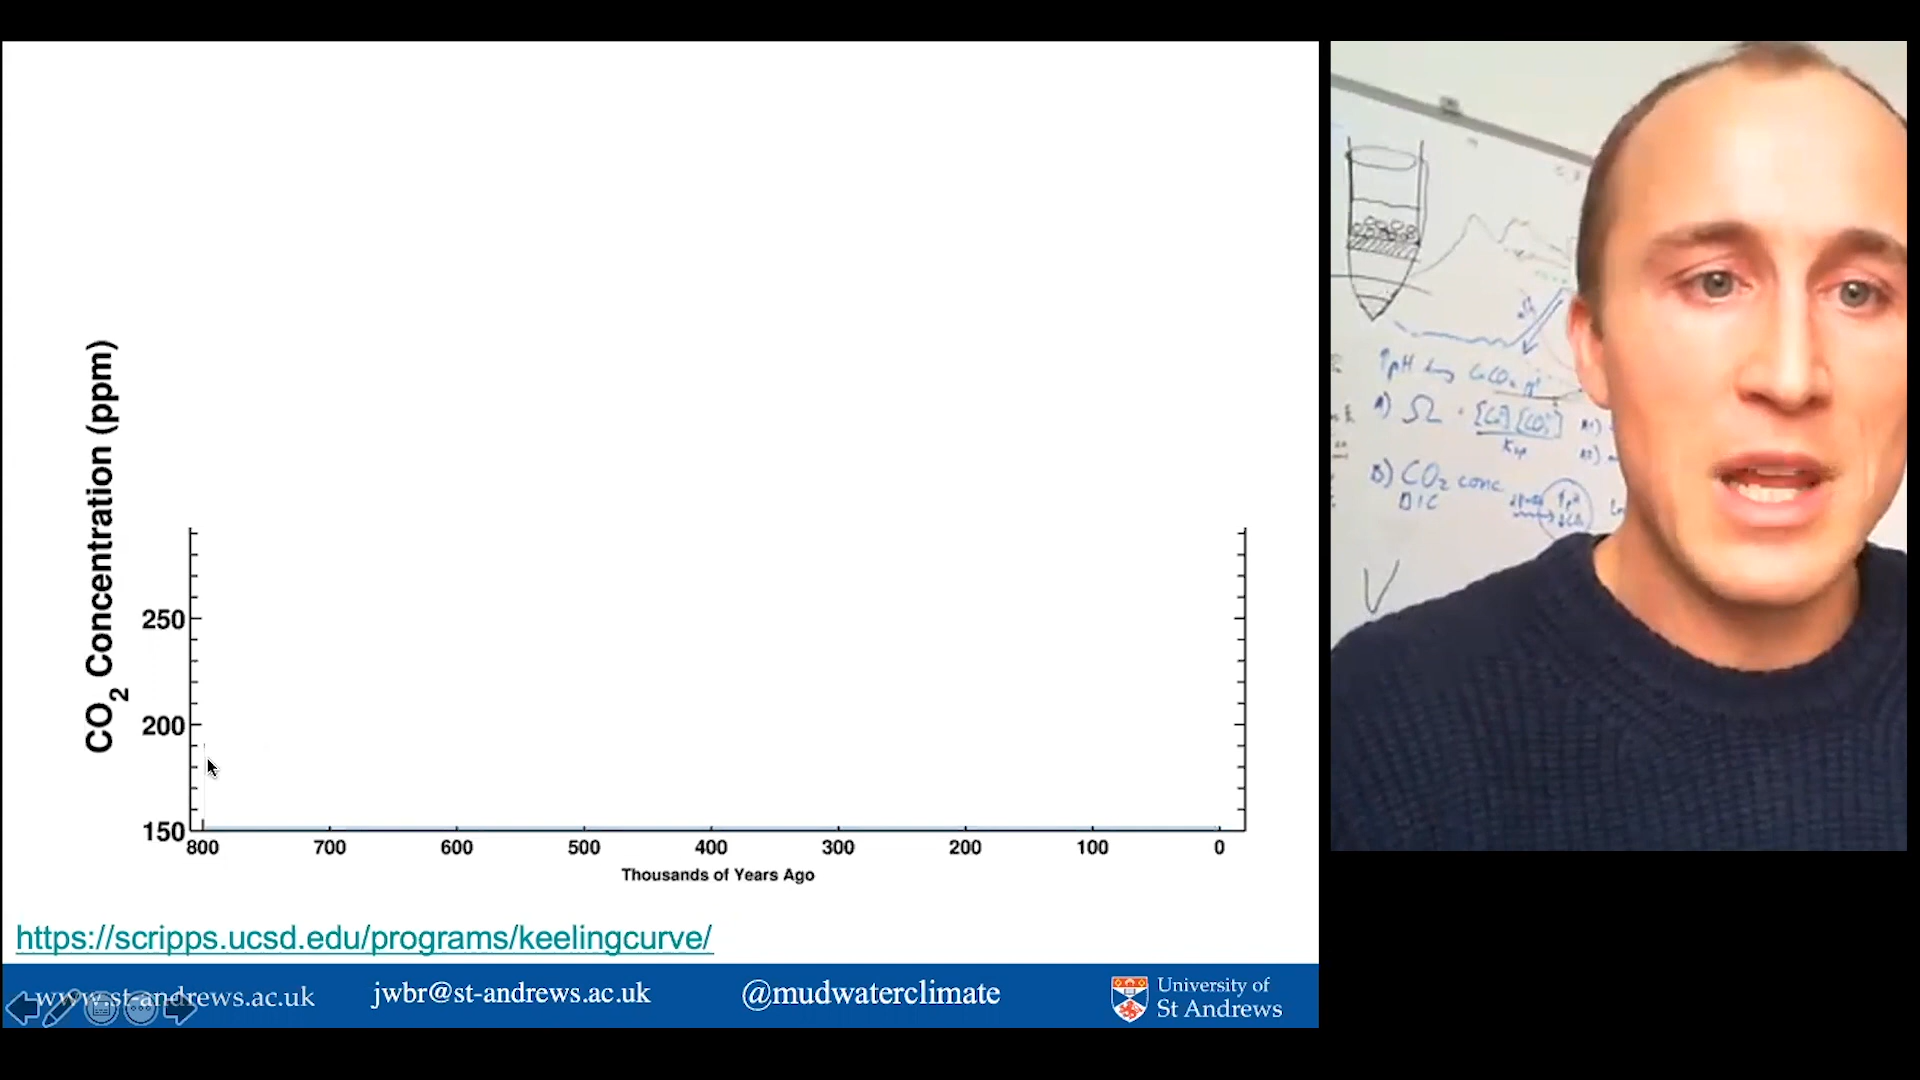 CO2 Concentration (ppm)
250
200
150
800 700 600 500 400 300 200 100 0
Thousands of Years Ago
https://scripps.ucsd.edu/programs/keelingcurve/
www.st-andrews.ac.uk
jwbr@st-andrews.ac.uk
@mudwaterclimate
University of
St Andrews
A) Ω
B) CO2 conc
DIC